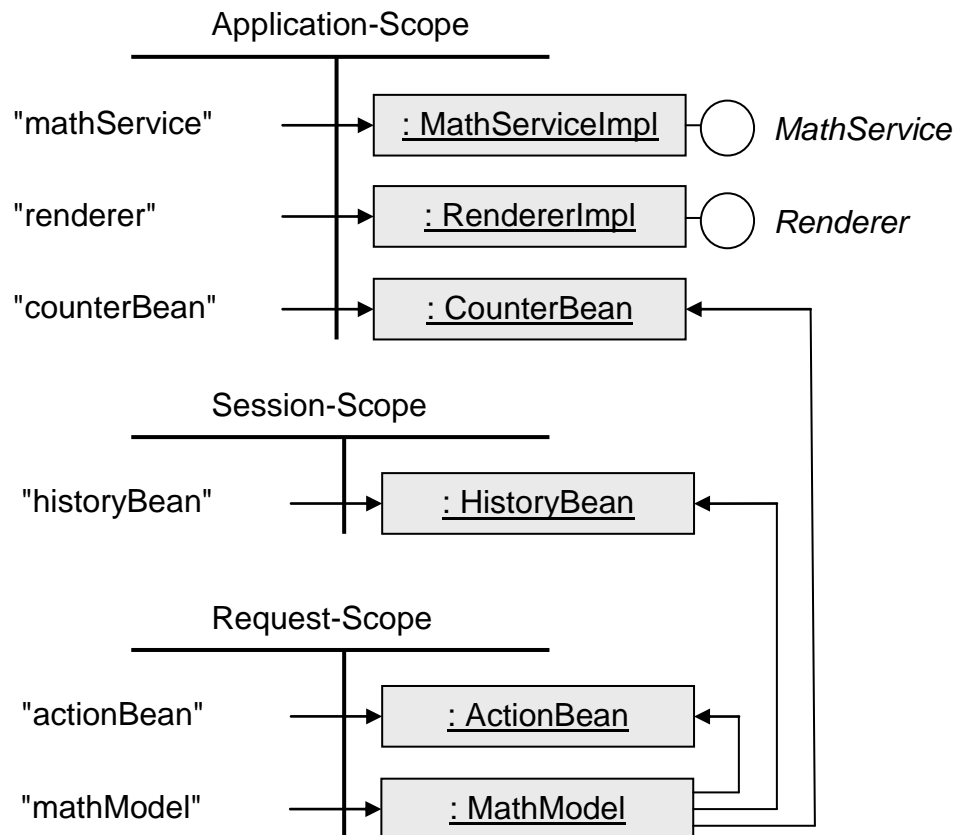 Application-Scope
"mathService"
: MathServiceImpl
MathService
"renderer"
: RendererImpl
Renderer
"counterBean"
: CounterBean
Session-Scope
"historyBean"
: HistoryBean
Request-Scope
"actionBean"
: ActionBean
"mathModel"
: MathModel